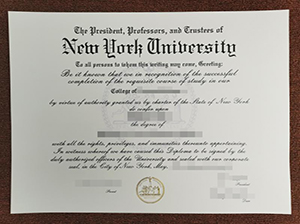 The President, Professors, and Trustees of
New York University
To all persons to whom this writing may come, Greeting:
Be it known that we in recognition of the successful
completion of the requisite course of study in our
College of
by virtue of authority granted us by charter of the State of New York
do confer upon
the degree of
with all the rights, privileges, and immunities thereunto appertaining.
In witness whereof we have caused this Diploma to be signed by the
duly authorized officers of the University and sealed with our corporate
seal, in the City of New York, May,
President
Dean